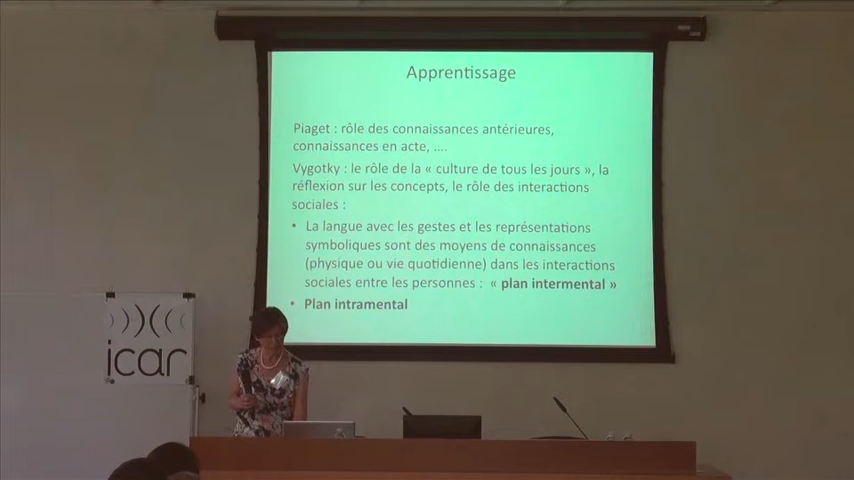 Apprentissage
Piaget : rôle des connaissances antérieures,
connaissances en acte, ....
Vygotky : le rôle de la « culture de tous les jours », la
réflexion sur les concepts, le rôle des interactions
sociales :
• La langue avec les gestes et les représentations
symboliques sont des moyens de connaissances
(physique ou vie quotidienne) dans les interactions
sociales entre les personnes : « plan intermental »
• Plan intramental
icar